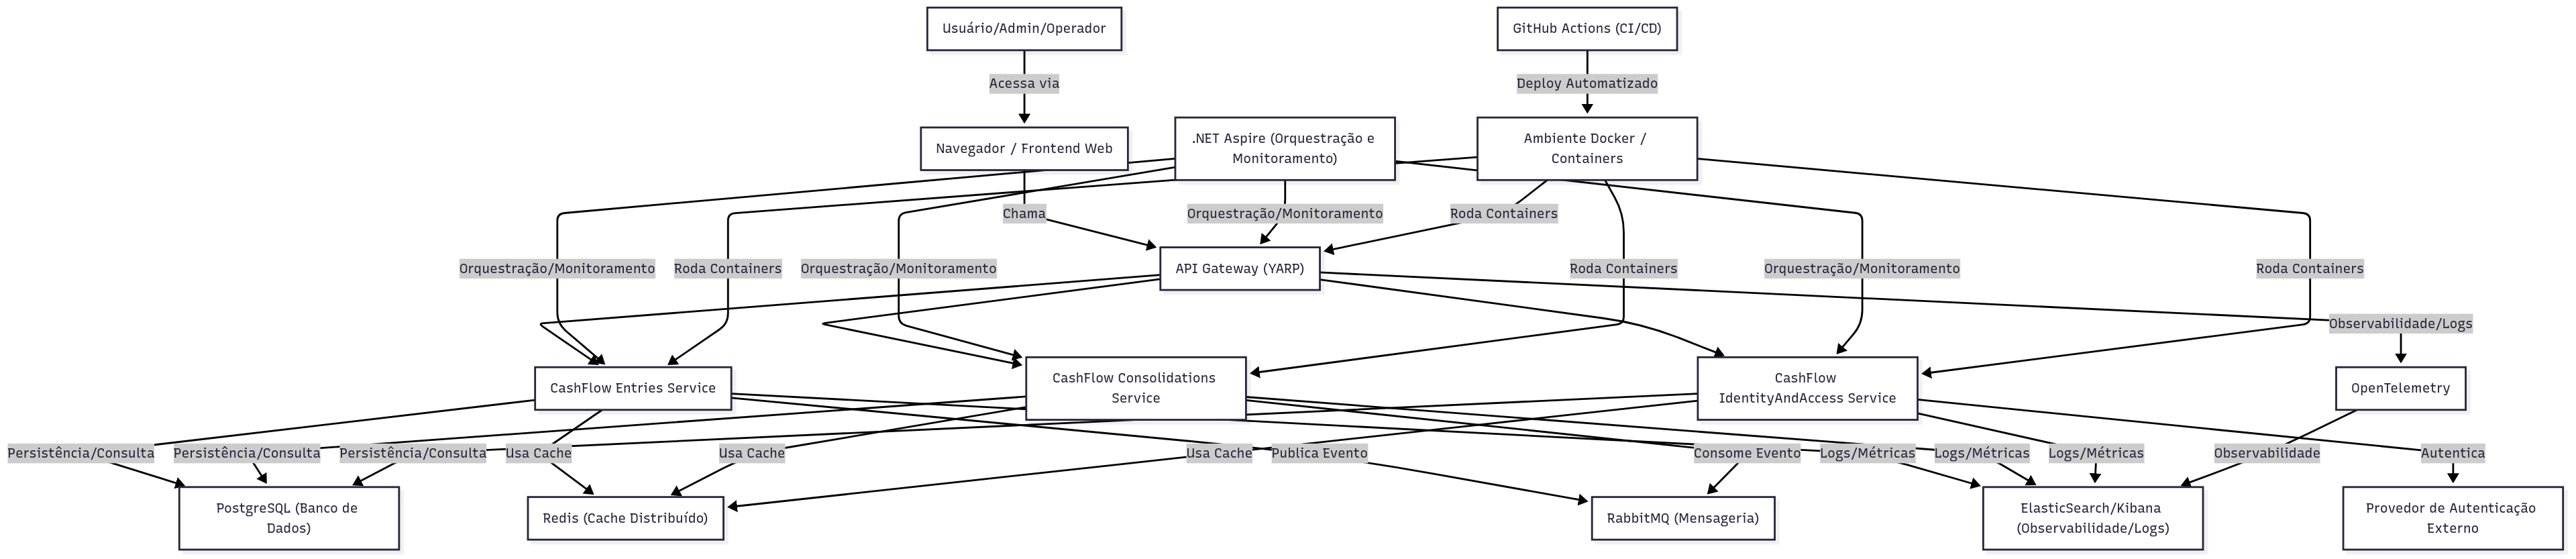 Usuário/Admin/Operador
GitHub Actions (CI/CD)
Acessa via
Deploy Automatizado
Navegador / Frontend Web
.NET Aspire (Orquestração e
Monitoramento)
Ambiente Docker /
Containers
Chama
Orquestração/Monitoramento
Roda Containers
Orquestração/Monitoramento
Roda Containers
Orquestração/Monitoramento
API Gateway (YARP)
Roda Containers
Orquestração/Monitoramento
Roda Containers
Observabilidade/Logs
CashFlow Entries Service
CashFlow Consolidations
Service
CashFlow
IdentityAndAccess Service
OpenTelemetry
Persistência/Consulta
Persistência/Consulta
Persistência/Consulta
Usa Cache
Usa Cache
Usa Cache
Publica Evento
Consome Evento
Logs/Métricas
Logs/Métricas
Logs/Métricas
Observabilidade
Autentica
PostgreSQL (Banco de
Dados)
Redis (Cache Distribuído)
RabbitMQ (Mensageria)
ElasticSearch/Kibana
(Observabilidade/Logs)
Provedor de Autenticação
Externo